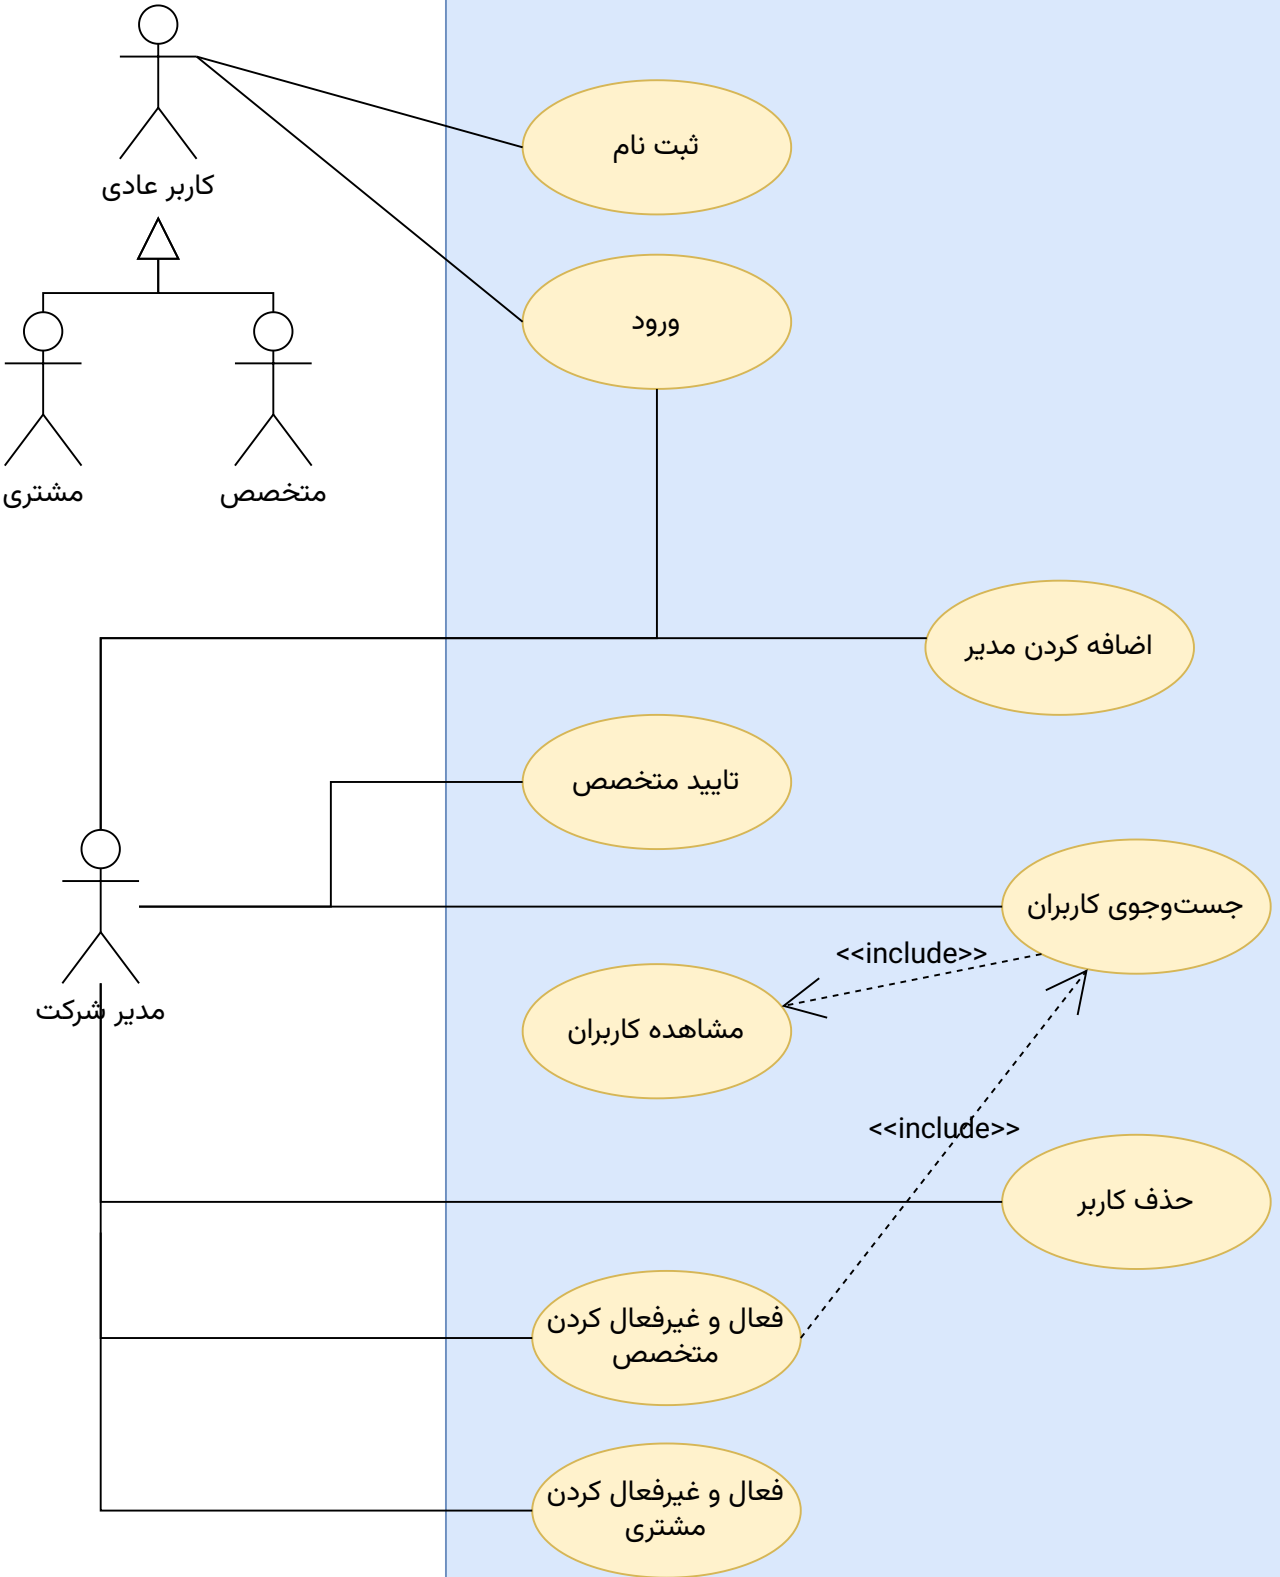 ثبت نام
کاربر عادی
ورود
مشتری
متخصص
اضافه کردن مدیر
تایید متخصص
جست‌وجوی کاربران
<<include>>
مدیر شرکت
مشاهده کاربران
<<include>>
حذف کاربر
فعال و غیرفعال کردن
متخصص
فعال و غیرفعال کردن
مشتری